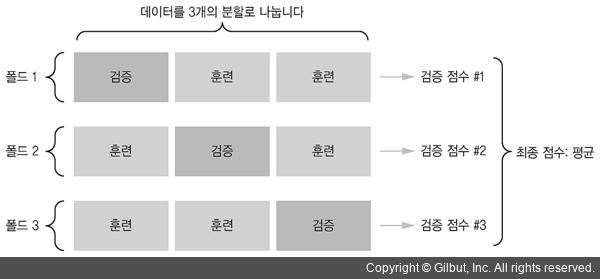 데이터를 3개의 분할로 나눕니다
폴드 1 검증 훈련 훈련 검증 점수 #1
폴드 2 훈련 검증 훈련 검증 점수 #2 최종 점수: 평균
폴드 3 훈련 훈련 검증 검증 점수 #3
Copyright © Gilbut, Inc. All rights reserved.